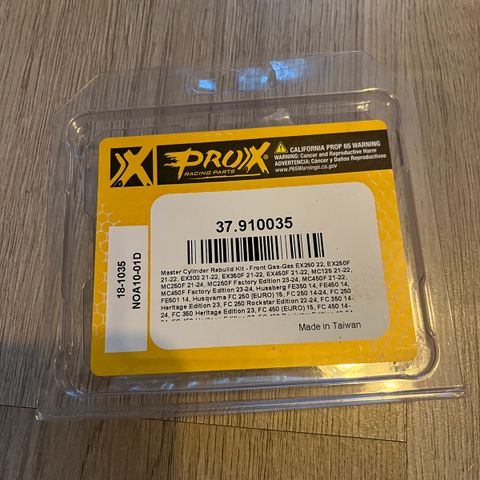 X PROX
RACING PARTS
CALIFORNIA PROP 65 WARNING
WARNING: Cancer and Reproductive Harm
ADVERTENCIA: Cáncer y Daños Reproductivos
www.P65Warnings.ca.gov
37.910035
18-1035
NOA10-01D
Master Cylinder Rebuild Kit - Front Gas-Gas EX250 22, EX250F
21-22, EX300 21-22, EX350F 21-22, EX450F 21-22, MC125 21-22,
MC250F 21-24, MC250F Factory Edition 23-24, MC450F 21-22,
MC450F Factory Edition 23-24, Husaberg FE350 14, FE450 14,
FE501 14, Husqvarna FC 250 (EURO) 15, FC 250 14-24, FC 250
Heritage Edition 23, FC 250 Rockstar Edition 22-24, FC 350 14-
24, FC 350 Heritage Edition 23, FC 450 (EURO) 15, FC 450 14-
Made in Taiwan